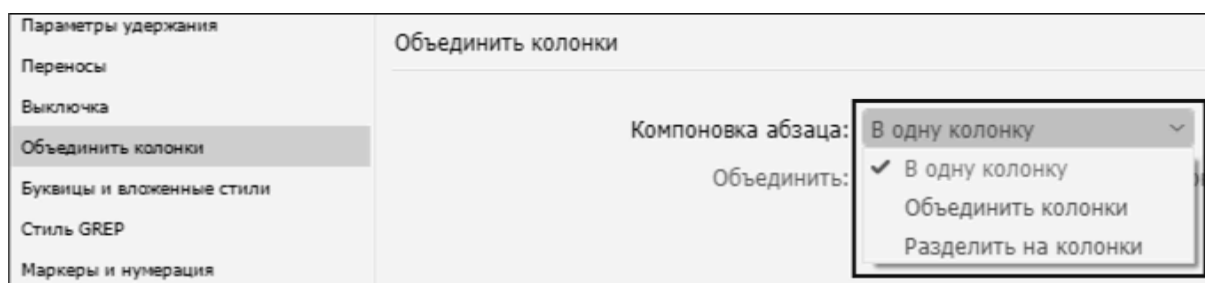 Параметры удержания
Переносы
Выключка
Объединить колонки
Буквицы и вложенные стили
Стиль GREP
Маркеры и нумерация
Объединить колонки
Компоновка абзаца: В одну колонку
Объединить:
✓ В одну колонку
Объединить колонки
Разделить на колонки